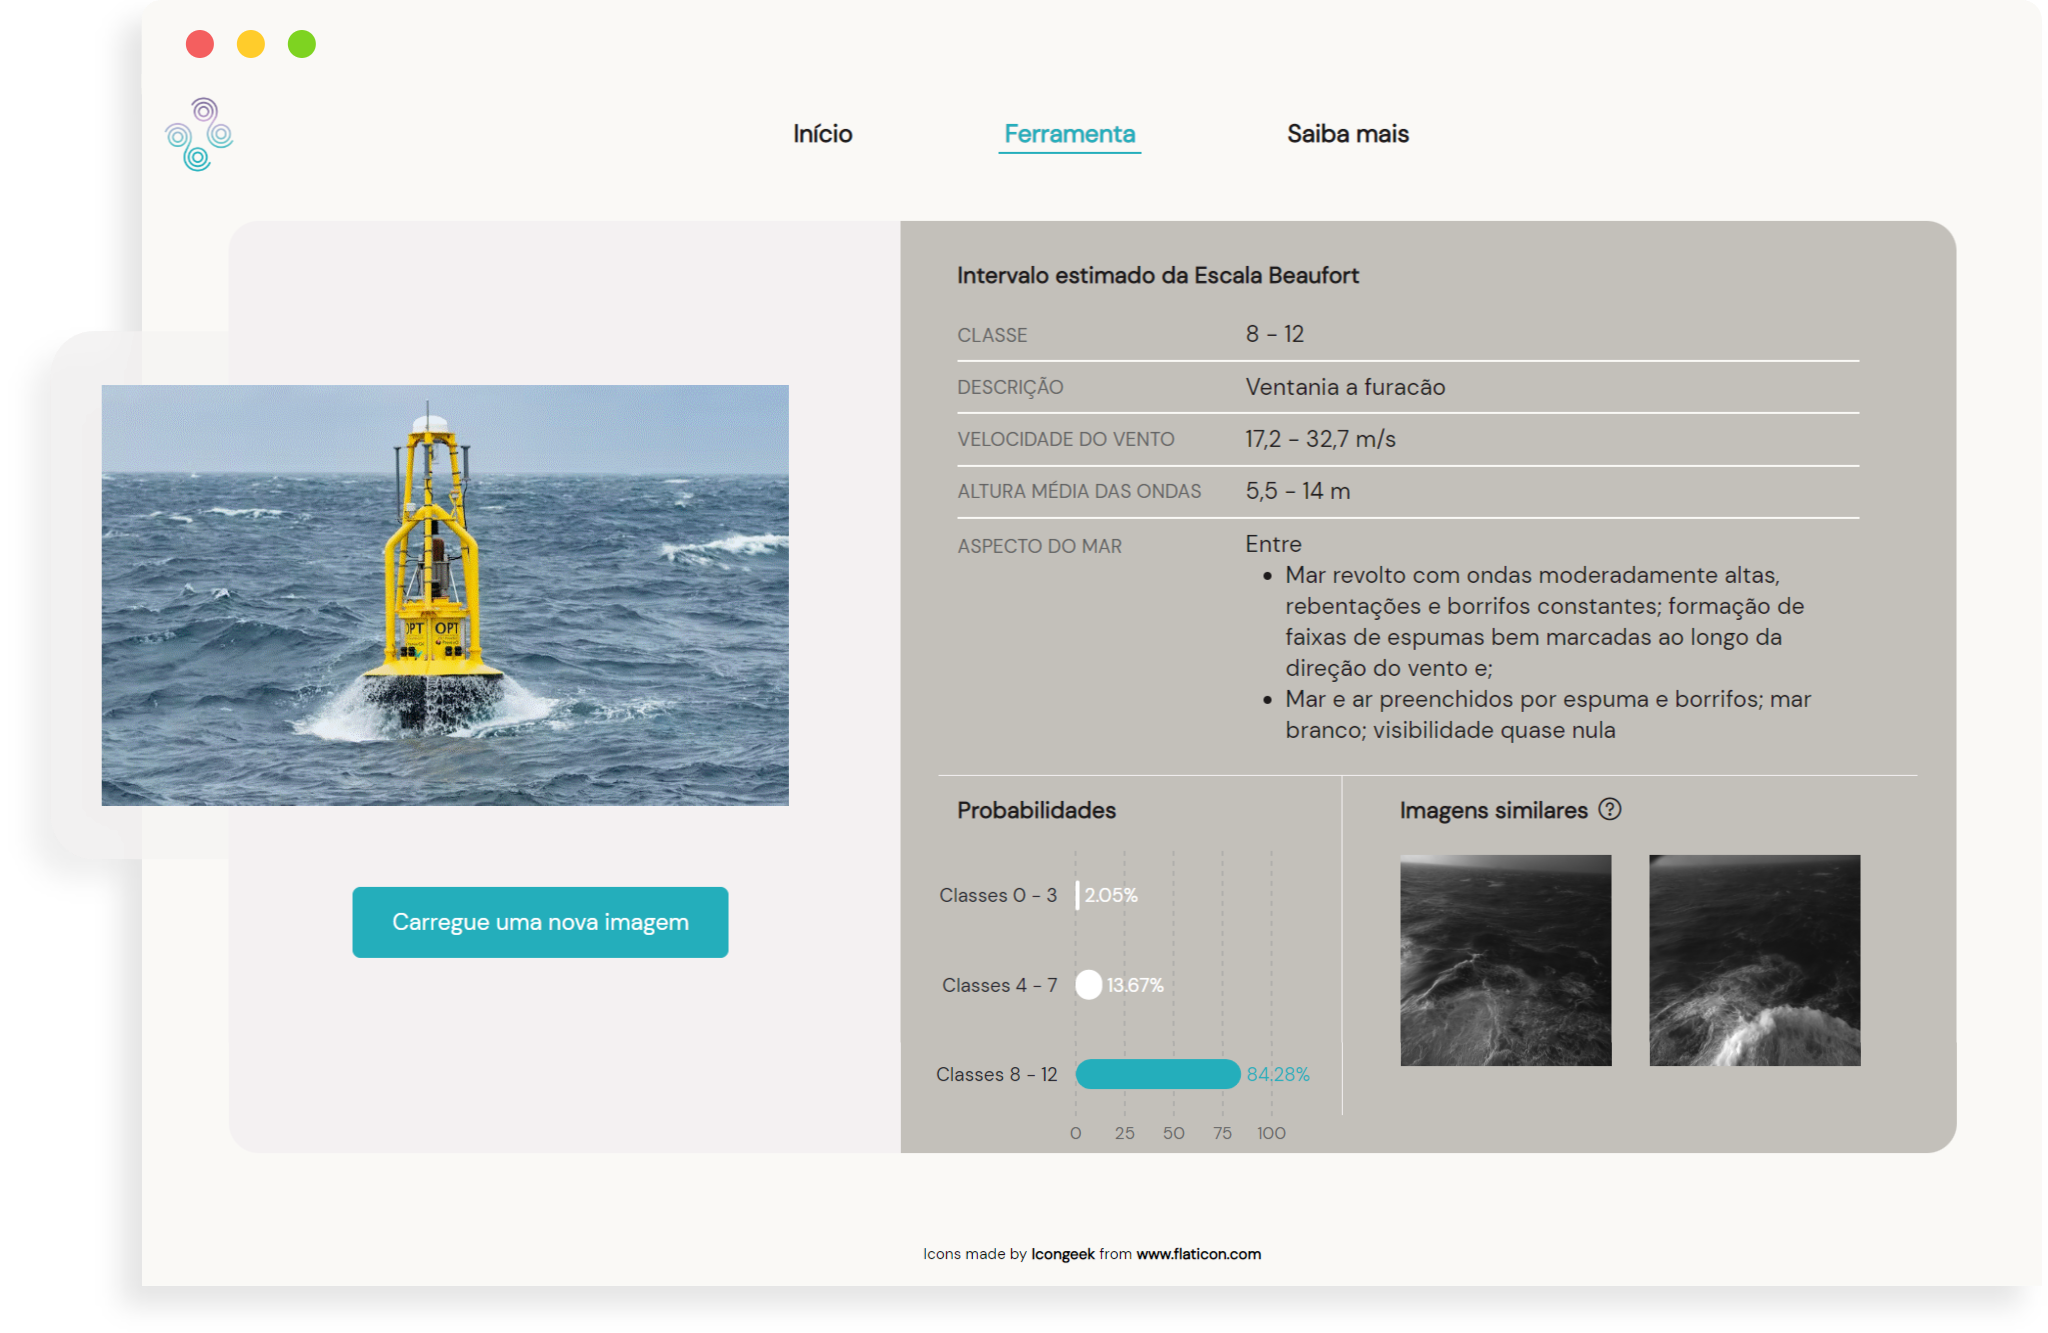 Início
Ferramenta
Saiba mais
OPT
OPT
Carregue uma nova imagem
Intervalo estimado da Escala Beaufort
CLASSE 8 - 12
DESCRIÇÃO Ventania a furacão
VELOCIDADE DO VENTO 17,2 - 32,7 m/s
ALTURA MÉDIA DAS ONDAS 5,5 - 14 m
ASPECTO DO MAR Entre
• Mar revolto com ondas moderadamente altas,
rebentações e borrifos constantes; formação de
faixas de espumas bem marcadas ao longo da
direção do vento e;
• Mar e ar preenchidos por espuma e borrifos; mar
branco; visibilidade quase nula
Probabilidades
Classes 0 - 3 2.05%
Classes 4 - 7 13.67%
Classes 8 - 12 84.28%
0 25 50 75 100
Imagens similares ?
Icons made by Icongeek from www.flaticon.com